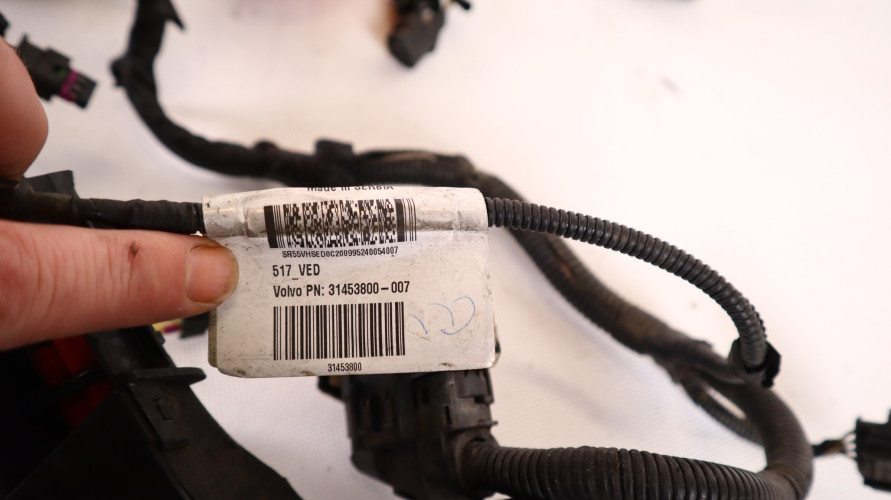 Made in SERBIA
SR55VHSED0C200995240054007
517_VED
Volvo PN: 31453800-007
31453800